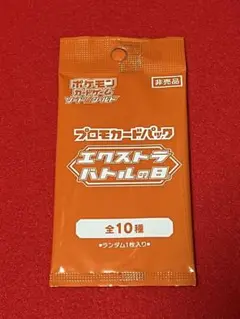 ポケモン
カードゲーム
ソード&シールド
非売品
プロモカードパック
エクストラ
バトルの日
全10種
●ランダム1枚入り●